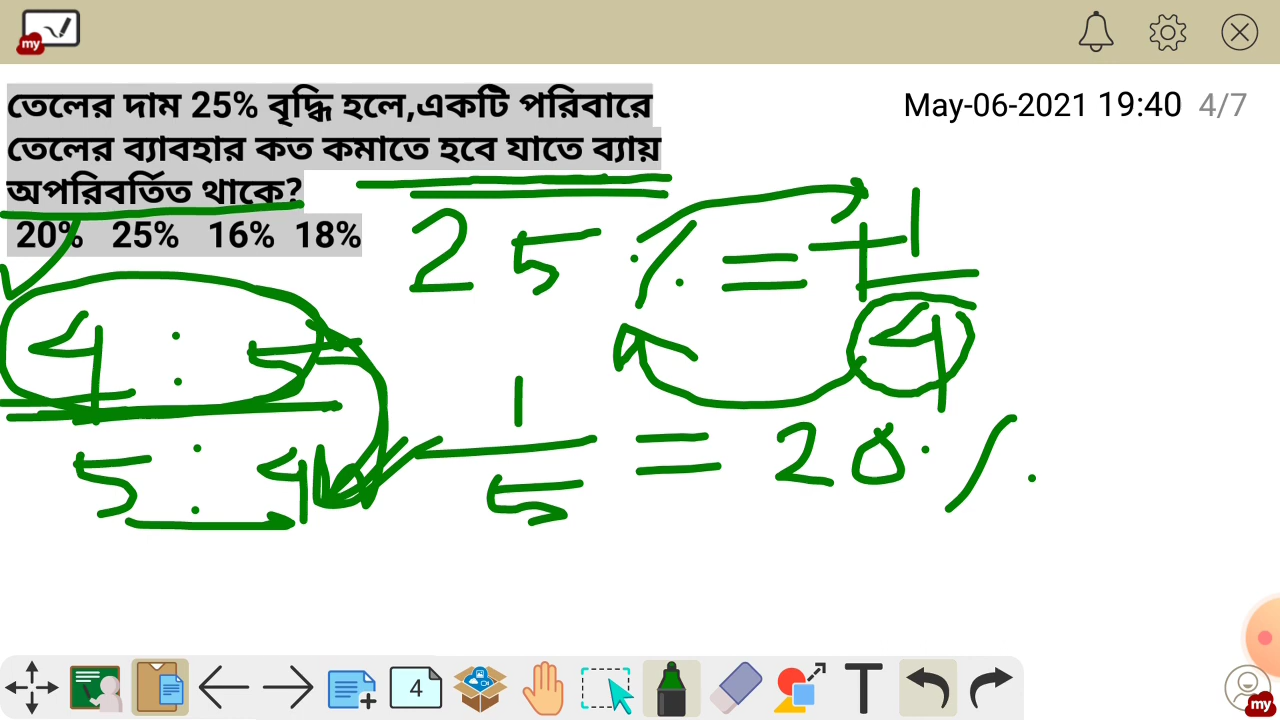 my
তেলের দাম 25% বৃদ্ধি হলে,একটি পরিবারে
তেলের ব্যাবহার কত কমাতে হবে যাতে ব্যায়
অপরিবর্তিত থাকে?
20% 25% 16% 18%
May-06-2021 19:40 4/7
25% = +1/4
4 : 5
5 : 4
1/5 = 20%
4
T
my